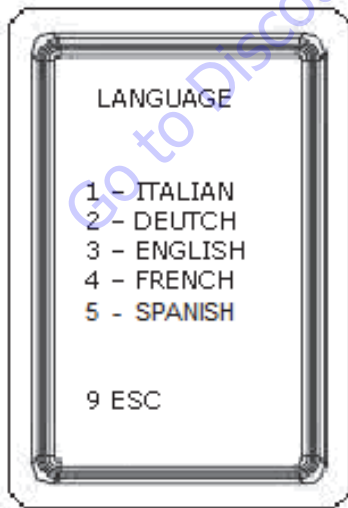 LANGUAGE
1 - ITALIAN
2 - DEUTCH
3 - ENGLISH
4 - FRENCH
5 - SPANISH
9 ESC
Go to Disco